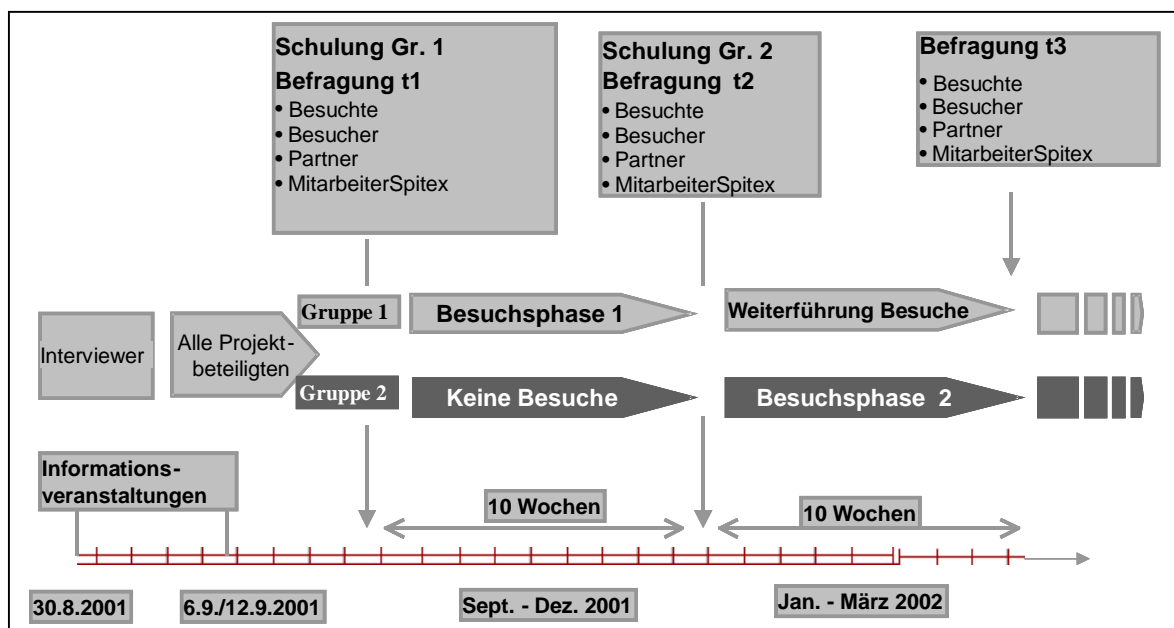 Schulung Gr. 1
Befragung t1
• Besuchte
• Besucher
• Partner
• MitarbeiterSpitex
Schulung Gr. 2
Befragung t2
• Besuchte
• Besucher
• Partner
• MitarbeiterSpitex
Befragung t3
• Besuchte
• Besucher
• Partner
• MitarbeiterSpitex
Interviewer
Alle Projekt-
beteiligten
Gruppe 1
Besuchsphase 1
Weiterführung Besuche
Gruppe 2
Keine Besuche
Besuchsphase 2
Informations-
veranstaltungen
10 Wochen
10 Wochen
30.8.2001
6.9./12.9.2001
Sept. - Dez. 2001
Jan. - März 2002